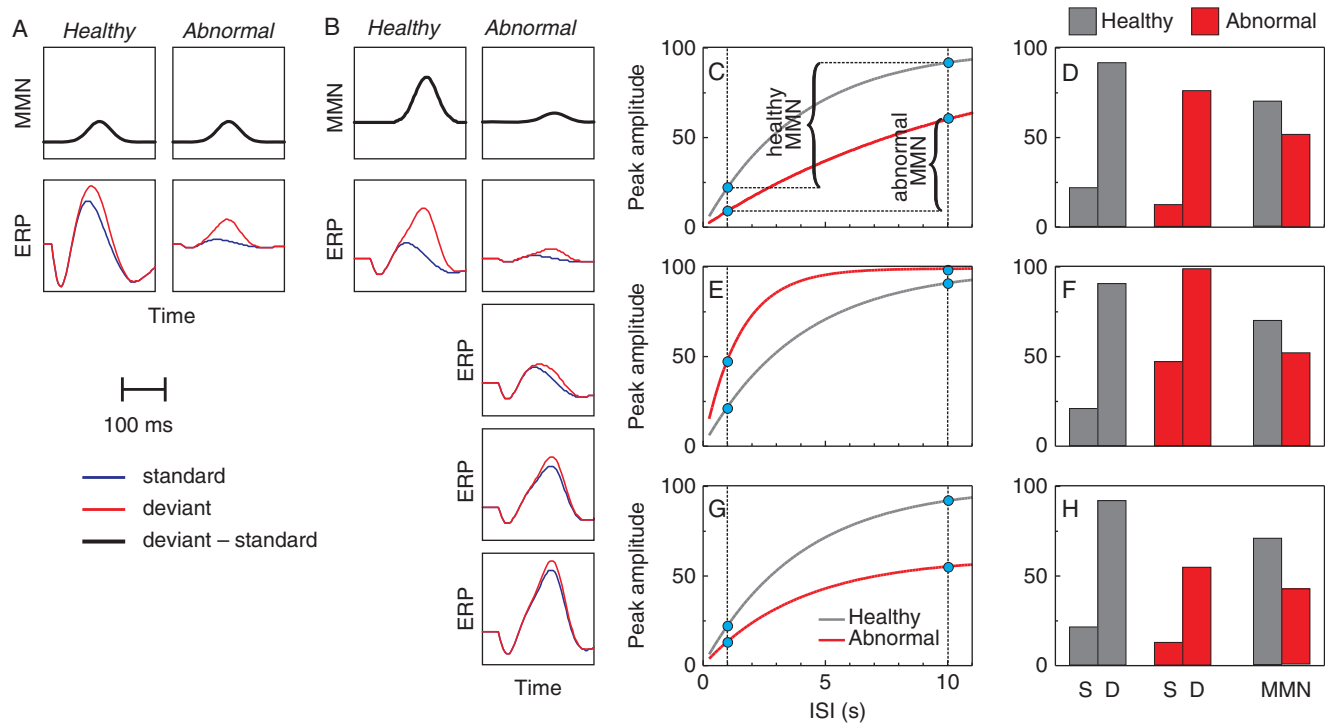 A
Healthy
Abnormal
MMN
ERP
Time
100 ms
standard
deviant
deviant – standard
B
Healthy
Abnormal
MMN
ERP
ERP
ERP
ERP
Time
Healthy
Abnormal
C
Peak amplitude
100
50
0
healthy
MMN
abnormal
MMN
D
100
50
0
E
Peak amplitude
100
50
0
F
100
50
0
G
Peak amplitude
100
50
0
Healthy
Abnormal
0
5
10
ISI (s)
H
100
50
0
S D
S D
MMN